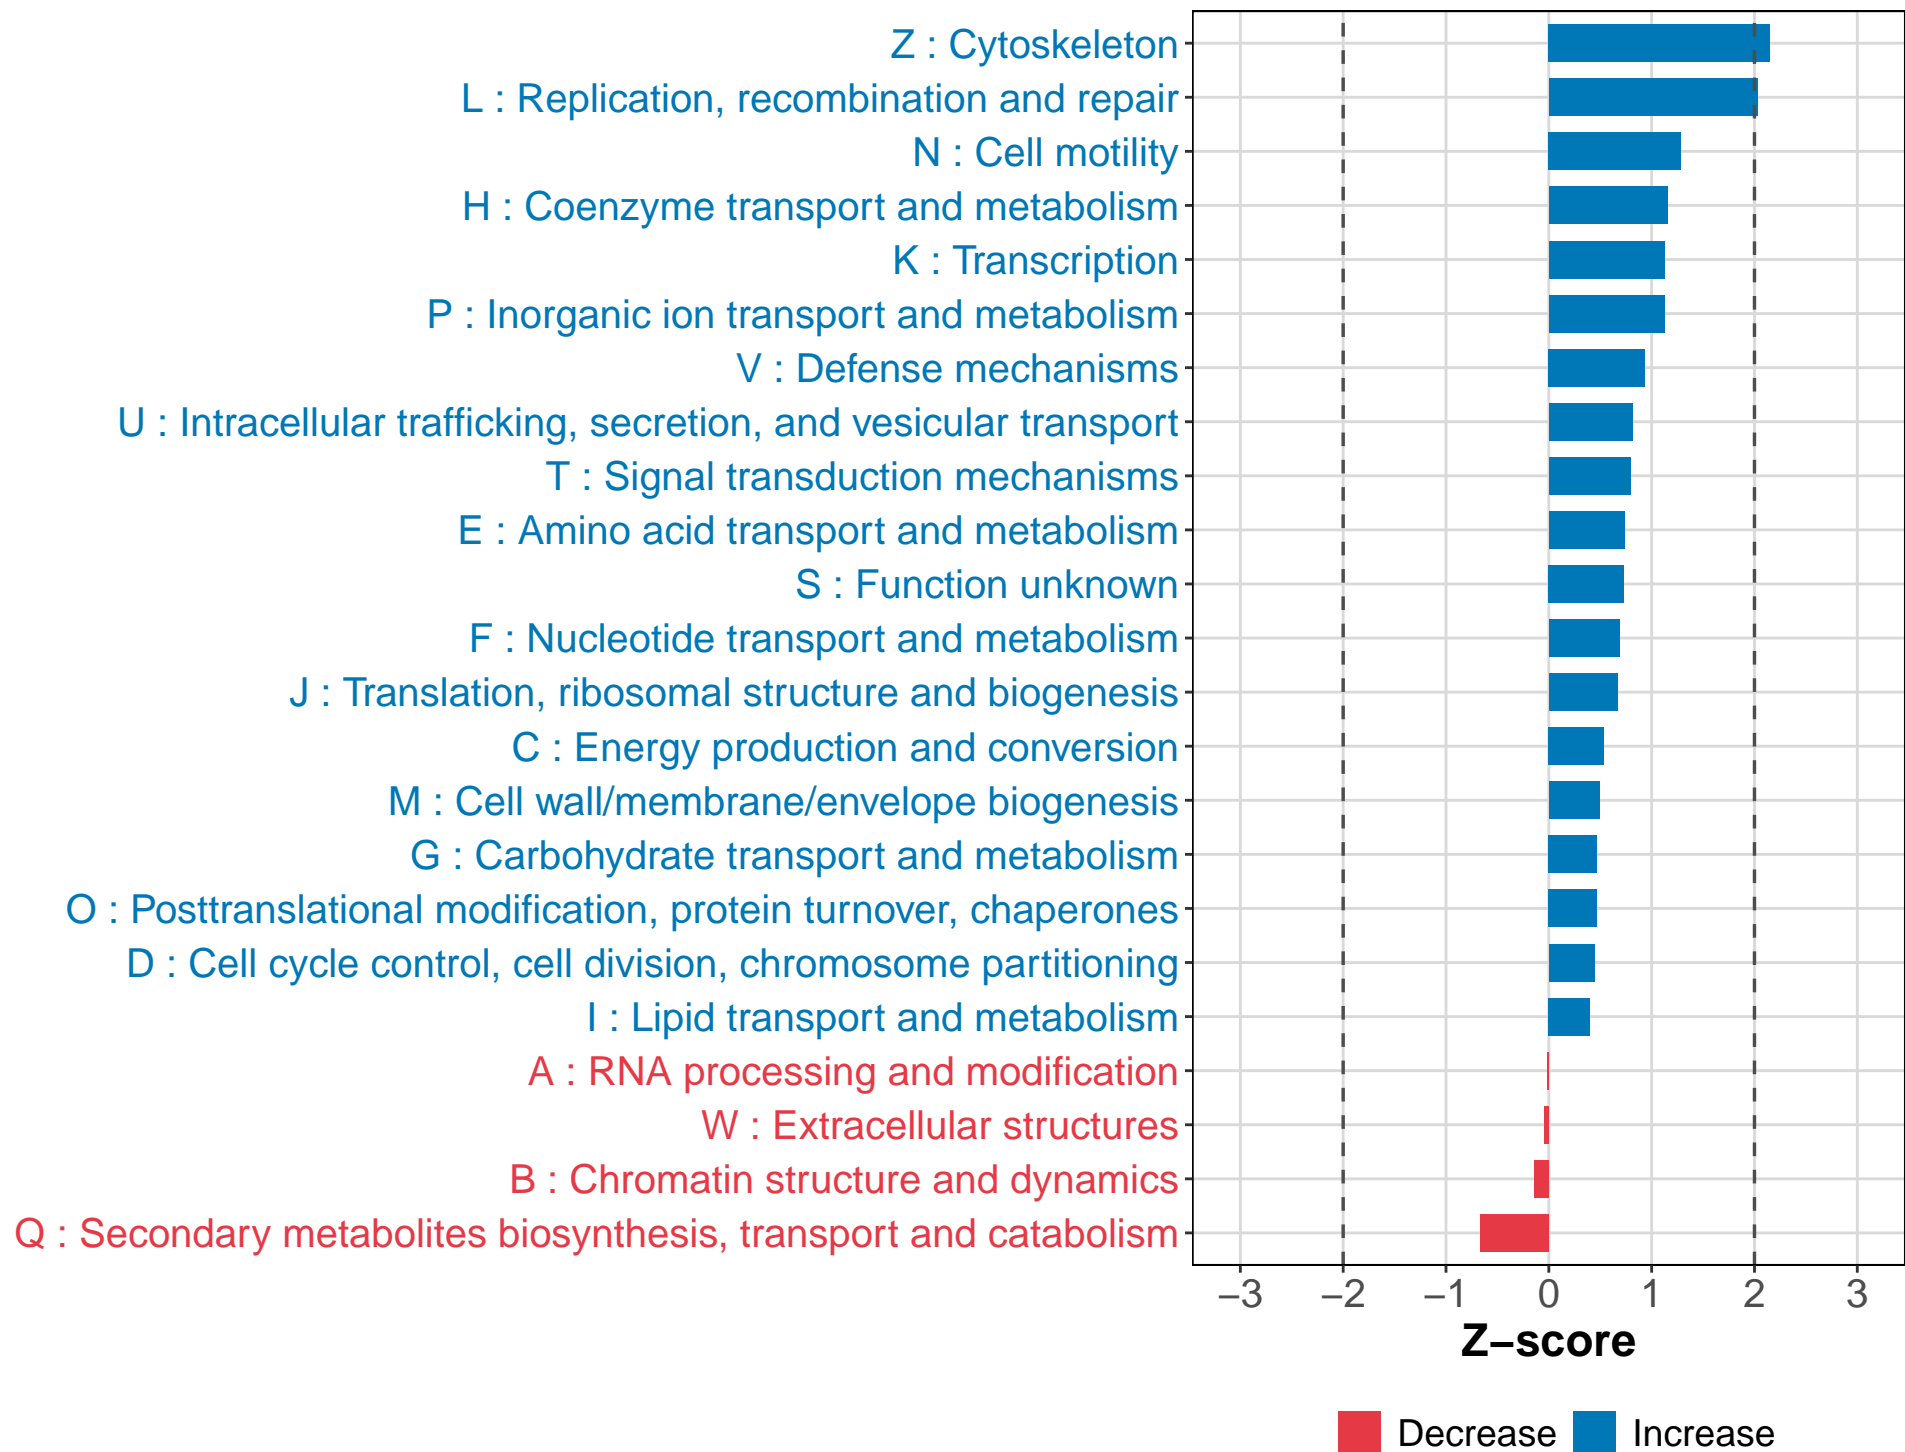 Z : Cytoskeleton
L : Replication, recombination and repair
N : Cell motility
H : Coenzyme transport and metabolism
K : Transcription
P : Inorganic ion transport and metabolism
V : Defense mechanisms
U : Intracellular trafficking, secretion, and vesicular transport
T : Signal transduction mechanisms
E : Amino acid transport and metabolism
S : Function unknown
F : Nucleotide transport and metabolism
J : Translation, ribosomal structure and biogenesis
C : Energy production and conversion
M : Cell wall/membrane/envelope biogenesis
G : Carbohydrate transport and metabolism
O : Posttranslational modification, protein turnover, chaperones
D : Cell cycle control, cell division, chromosome partitioning
I : Lipid transport and metabolism
A : RNA processing and modification
W : Extracellular structures
B : Chromatin structure and dynamics
Q : Secondary metabolites biosynthesis, transport and catabolism
−3 −2 −1 0 1 2 3
Z−score
Decrease Increase